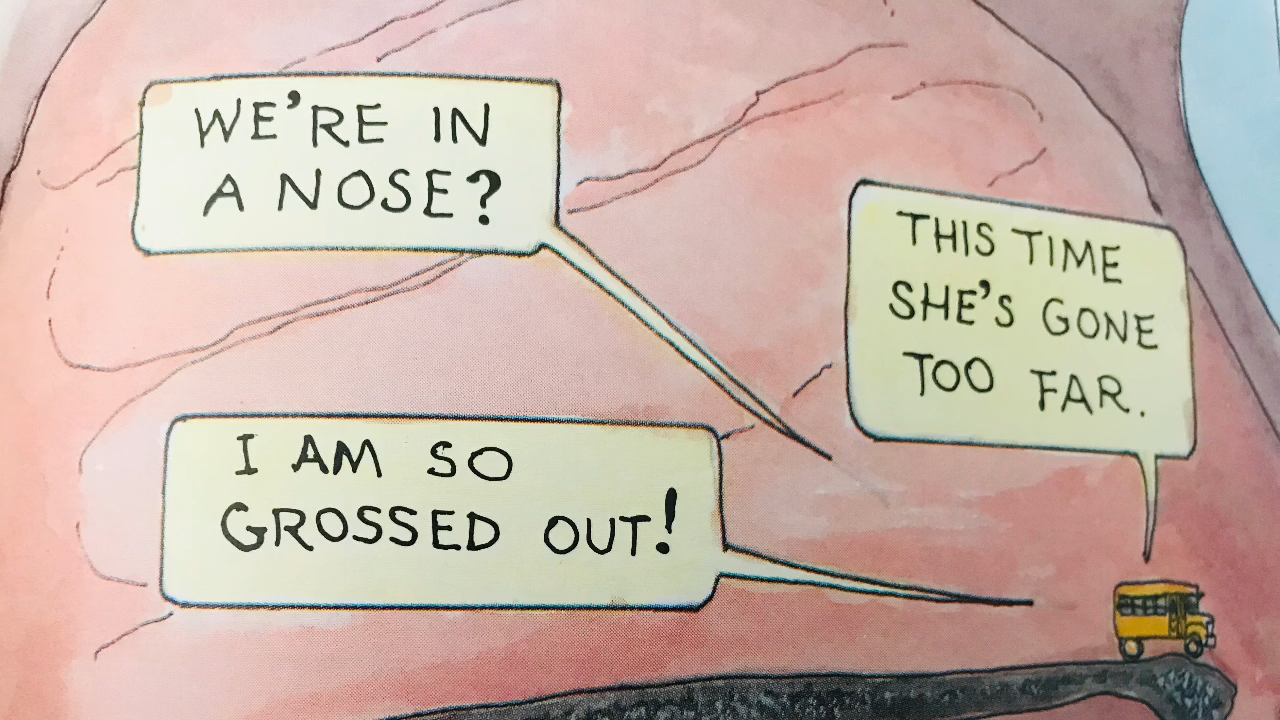 WE'RE IN
A NOSE?
THIS TIME
SHE'S GONE
TOO FAR.
I AM SO
GROSSED OUT!